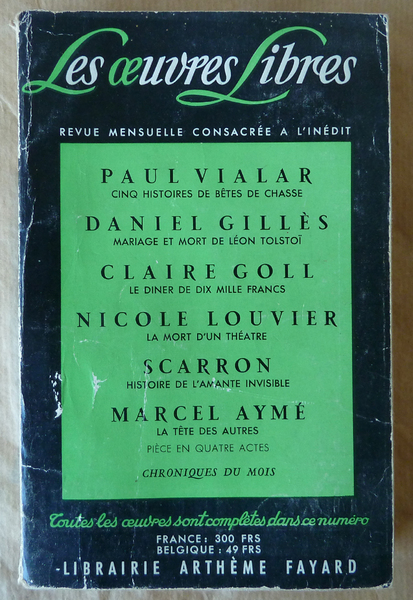 Les œuvres Libres
REVUE MENSUELLE CONSACRÉE A L'INÉDIT
PAUL VIALAR
CINQ HISTOIRES DE BÊTES DE CHASSE
DANIEL GILLÈS
MARIAGE ET MORT DE LÉON TOLSTOÏ
CLAIRE GOLL
LE DINER DE DIX MILLE FRANCS
NICOLE LOUVIER
LA MORT D'UN THÉATRE
SCARRON
HISTOIRE DE L'AMANTE INVISIBLE
MARCEL AYMÉ
LA TÊTE DES AUTRES
PIÈCE EN QUATRE ACTES
CHRONIQUES DU MOIS
Toutes les œuvres sont complètes dans ce numéro
FRANCE : 300 FRS
BELGIQUE : 49 FRS
-LIBRAIRIE ARTHÈME FAYARD